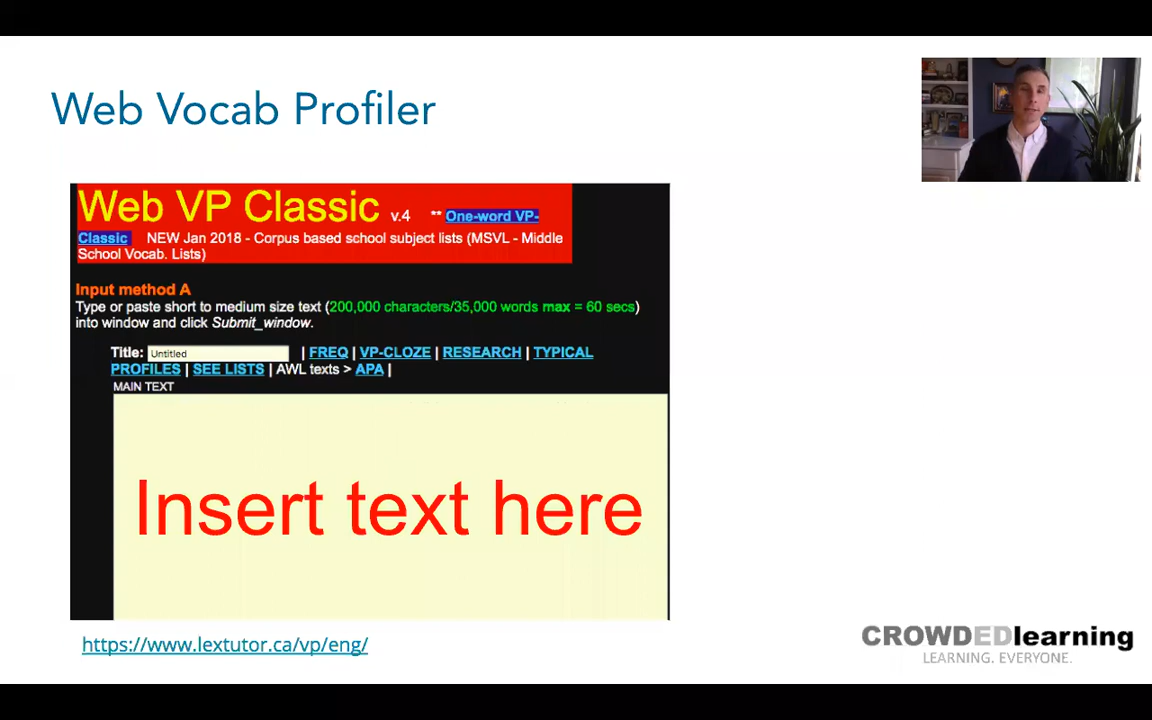 Web Vocab Profiler
Web VP Classic v.4 ** One-word VP-
Classic NEW Jan 2018 - Corpus based school subject lists (MSVL - Middle
School Vocab. Lists)
Input method A
Type or paste short to medium size text (200,000 characters/35,000 words max = 60 secs)
into window and click Submit_window.
Title: Untitled | FREQ | VP-CLOZE | RESEARCH | TYPICAL
PROFILES | SEE LISTS | AWL texts > APA |
MAIN TEXT
Insert text here
https://www.lextutor.ca/vp/eng/
CROWDEDlearning
LEARNING. EVERYONE.